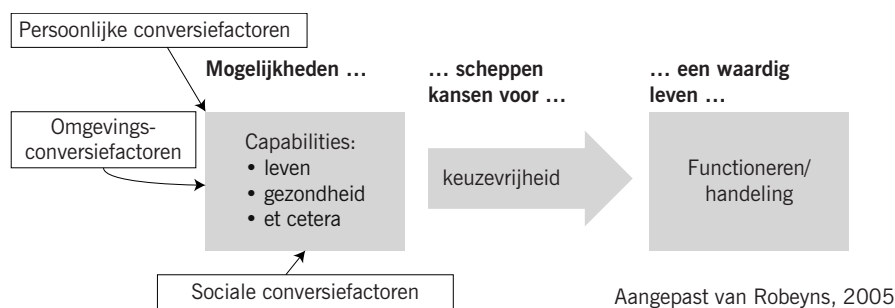 Persoonlijke conversiefactoren
Mogelijkheden …
… scheppen
kansen voor …
… een waardig
leven …
Omgevings-
conversiefactoren
Capabilities:
• leven
• gezondheid
• et cetera
keuzevrijheid
Functioneren/
handeling
Sociale conversiefactoren
Aangepast van Robeyns, 2005